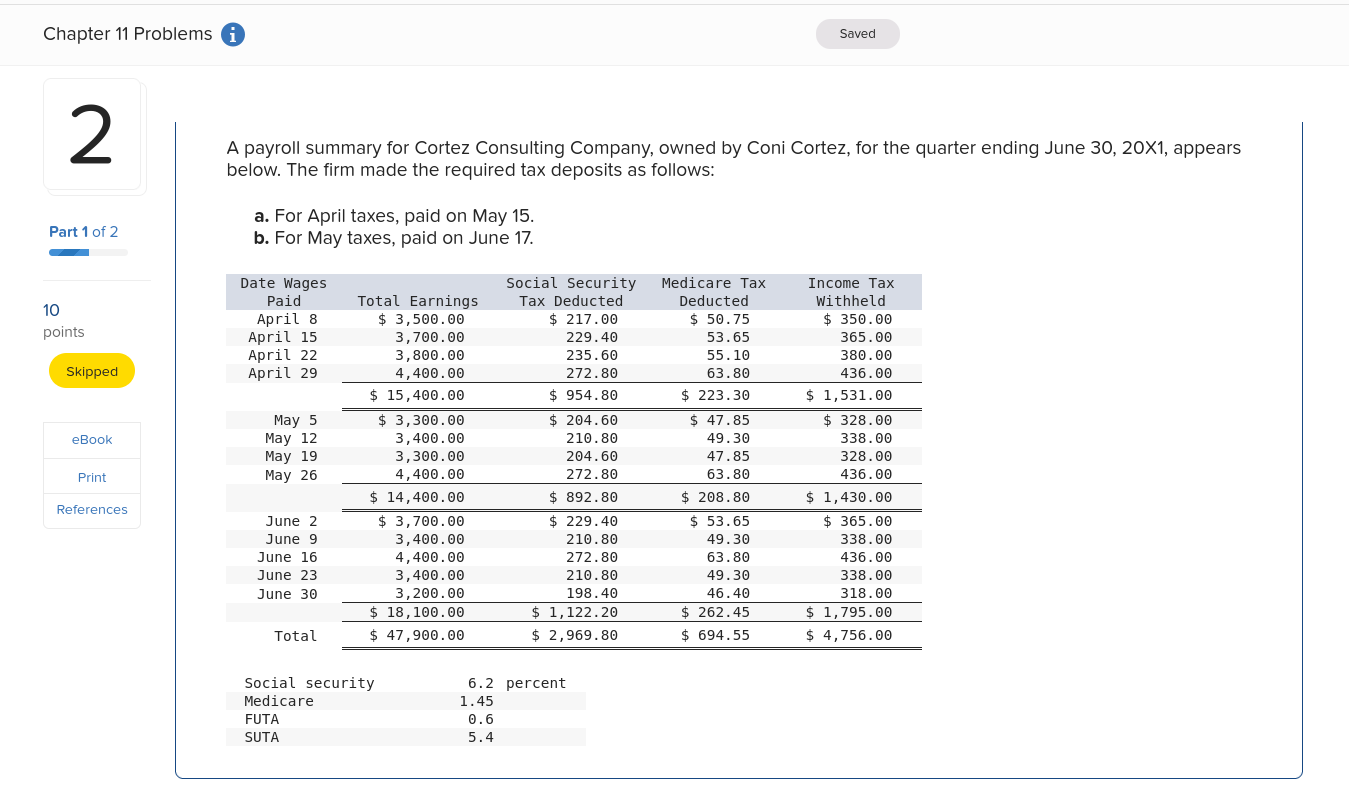 Chapter 11 Problems i
Saved
2
Part 1 of 2
10
points
Skipped
eBook
Print
References
A payroll summary for Cortez Consulting Company, owned by Coni Cortez, for the quarter ending June 30, 20X1, appears
below. The firm made the required tax deposits as follows:
a. For April taxes, paid on May 15.
b. For May taxes, paid on June 17.
Date Wages Social Security Medicare Tax Income Tax
Paid Total Earnings Tax Deducted Deducted Withheld
April 8 $ 3,500.00 $ 217.00 $ 50.75 $ 350.00
April 15 3,700.00 229.40 53.65 365.00
April 22 3,800.00 235.60 55.10 380.00
April 29 4,400.00 272.80 63.80 436.00
$ 15,400.00 $ 954.80 $ 223.30 $ 1,531.00
May 5 $ 3,300.00 $ 204.60 $ 47.85 $ 328.00
May 12 3,400.00 210.80 49.30 338.00
May 19 3,300.00 204.60 47.85 328.00
May 26 4,400.00 272.80 63.80 436.00
$ 14,400.00 $ 892.80 $ 208.80 $ 1,430.00
June 2 $ 3,700.00 $ 229.40 $ 53.65 $ 365.00
June 9 3,400.00 210.80 49.30 338.00
June 16 4,400.00 272.80 63.80 436.00
June 23 3,400.00 210.80 49.30 338.00
June 30 3,200.00 198.40 46.40 318.00
$ 18,100.00 $ 1,122.20 $ 262.45 $ 1,795.00
Total $ 47,900.00 $ 2,969.80 $ 694.55 $ 4,756.00
Social security 6.2 percent
Medicare 1.45
FUTA 0.6
SUTA 5.4